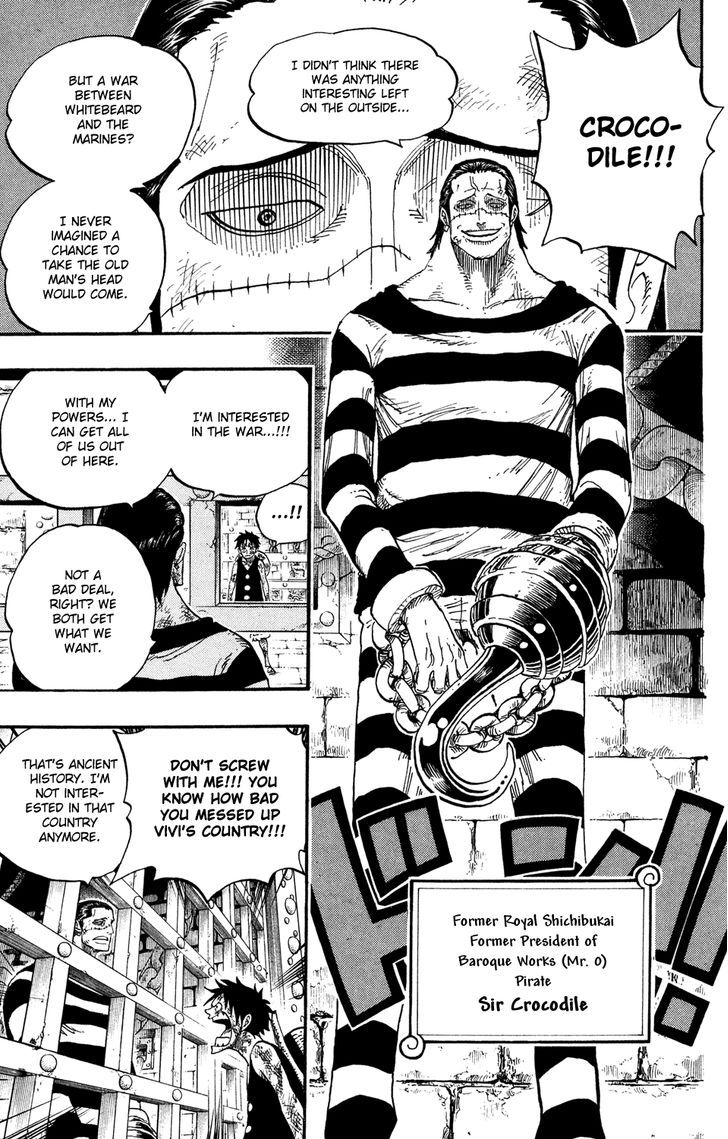 CROCO-
DILE!!!
I DIDN'T THINK THERE
WAS ANYTHING
INTERESTING LEFT
ON THE OUTSIDE...
BUT A WAR
BETWEEN
WHITEBEARD
AND THE
MARINES?
I NEVER
IMAGINED A
CHANCE TO
TAKE THE OLD
MAN'S HEAD
WOULD COME.
I'M INTERESTED
IN THE WAR...!!!
WITH MY
POWERS... I
CAN GET ALL
OF US OUT
OF HERE.
...!!
NOT A
BAD DEAL,
RIGHT? WE
BOTH GET
WHAT WE
WANT.
DON'T SCREW
WITH ME!!! YOU
KNOW HOW BAD
YOU MESSED UP
VIVI'S COUNTRY!!!
THAT'S ANCIENT
HISTORY. I'M
NOT INTER-
ESTED IN THAT
COUNTRY
ANYMORE.
Former Royal Shichibukai
Former President of
Baroque Works (Mr. 0)
Pirate
Sir Crocodile